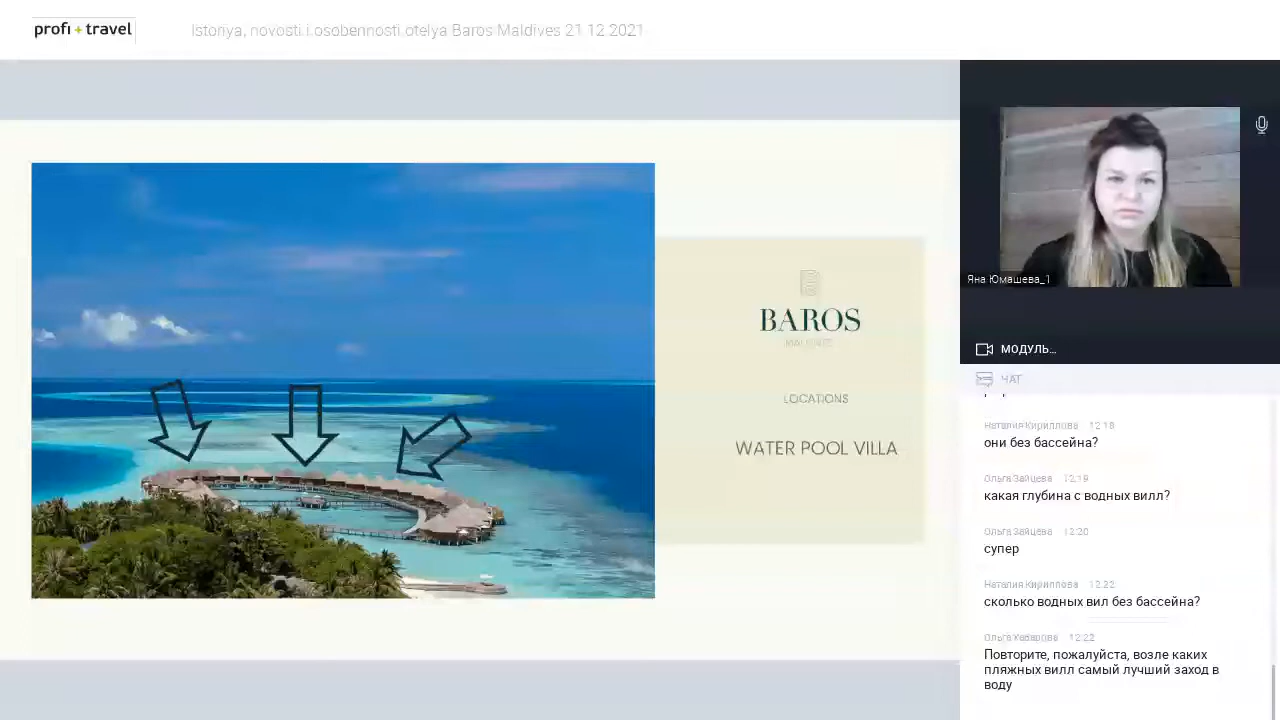 profi travel
Istoriya, novosti i osobennosti otelya Baros Maldives 21 12 2021
BAROS
MALDIVES
LOCATIONS
WATER POOL VILLA
Яна Юмашева_1
МОДУЛЬ...
ЧАТ
Наталия Кириллова 12:18
они без бассейна?
Ольга Зайцева 12:19
какая глубина с водных вилл?
Ольга Зайцева 12:20
супер
Наталия Кириллова 12:22
сколько водных вил без бассейна?
Ольга 12:22
Повторите, пожалуйста, возле каких
пляжных вилл самый лучший заход в
воду